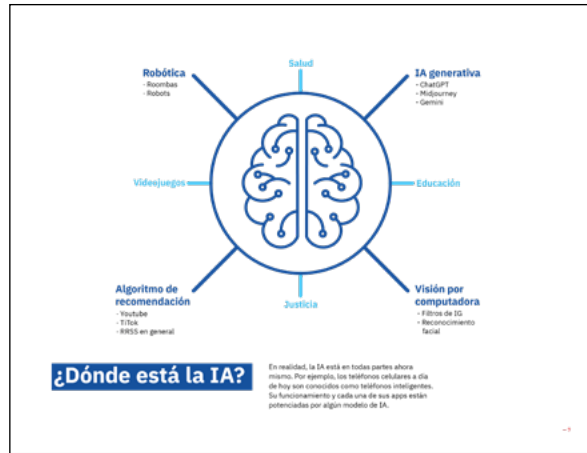 Salud
Robótica
- Roombas
- Robots
IA generativa
- ChatGPT
- Midjourney
- Gemini
Videojuegos
Educación
Algoritmo de
recomendación
- Youtube
- TiTok
- RRSS en general
Justicia
Visión por
computadora
- Filtros de IG
- Reconocimiento
facial
¿Dónde está la IA?
En realidad, la IA está en todas partes ahora
mismo. Por ejemplo, los teléfonos celulares a día
de hoy son conocidos como teléfonos inteligentes.
Su funcionamiento y cada una de sus apps están
potenciadas por algún modelo de IA.